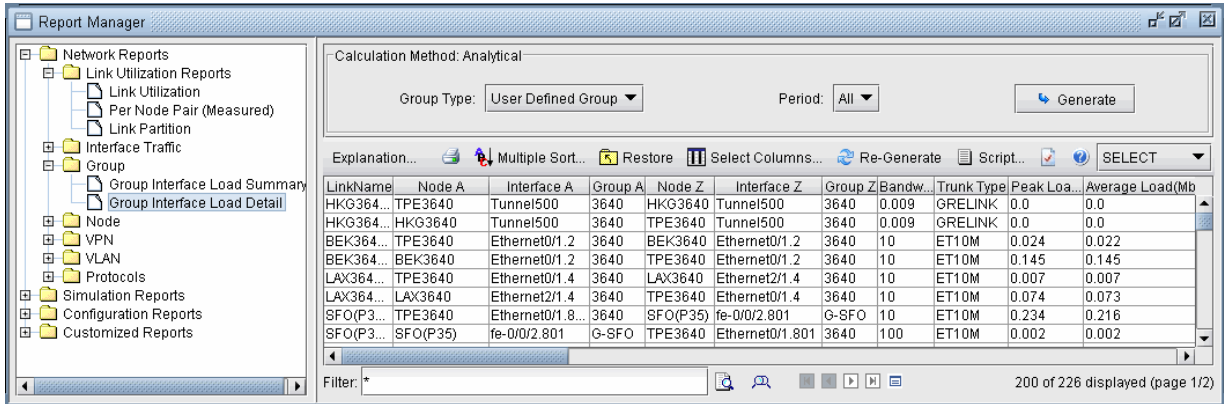 Report Manager
Network Reports
Link Utilization Reports
Link Utilization
Per Node Pair (Measured)
Link Partition
Interface Traffic
Group
Group Interface Load Summary
Group Interface Load Detail
Node
VPN
VLAN
Protocols
Simulation Reports
Configuration Reports
Customized Reports
Calculation Method: Analytical
Group Type: User Defined Group Period: All Generate
Explanation... Multiple Sort... Restore Select Columns... Re-Generate Script... SELECT
LinkName Node A Interface A Group A Node Z Interface Z Group Z Bandw... Trunk Type Peak Loa... Average Load(Mb
HKG364... TPE3640 Tunnel500 3640 HKG3640 Tunnel500 3640 0.009 GRELINK 0.0 0.0
HKG364... HKG3640 Tunnel500 3640 TPE3640 Tunnel500 3640 0.009 GRELINK 0.0 0.0
BEK364... TPE3640 Ethernet0/1.2 3640 BEK3640 Ethernet0/1.2 3640 10 ET10M 0.024 0.022
BEK364... BEK3640 Ethernet0/1.2 3640 TPE3640 Ethernet0/1.2 3640 10 ET10M 0.145 0.145
LAX364... TPE3640 Ethernet0/1.4 3640 LAX3640 Ethernet2/1.4 3640 10 ET10M 0.007 0.007
LAX364... LAX3640 Ethernet2/1.4 3640 TPE3640 Ethernet0/1.4 3640 10 ET10M 0.074 0.073
SFO(P3... TPE3640 Ethernet0/1.8... 3640 SFO(P35) fe-0/0/2.801 G-SFO 10 ET10M 0.234 0.216
SFO(P3... SFO(P35) fe-0/0/2.801 G-SFO TPE3640 Ethernet0/1.801 3640 100 ET10M 0.002 0.002
Filter: * 200 of 226 displayed (page 1/2)